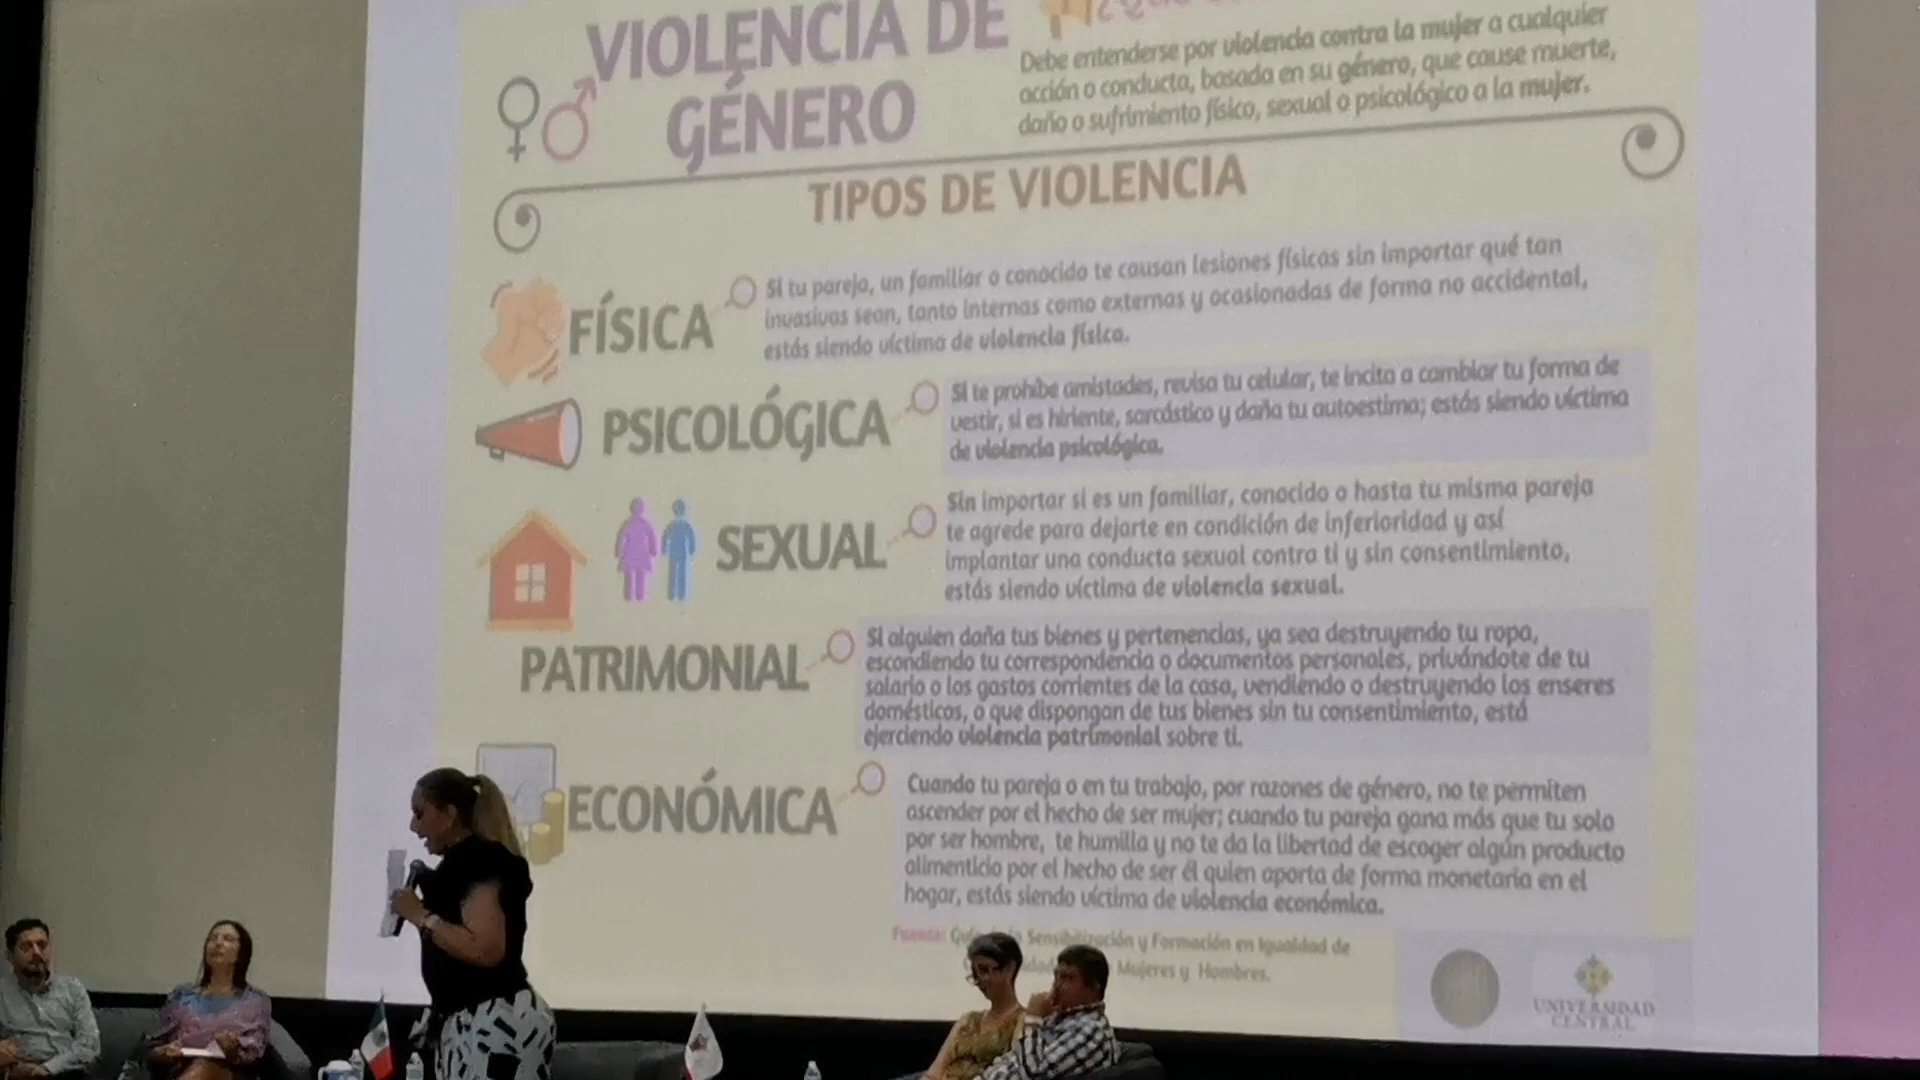 VIOLENCIA DE
GÉNERO
Debe entenderse por violencia contra la mujer a cualquier
acción o conducta, basada en su género, que cause muerte,
daño o sufrimiento físico, sexual o psicológico a la mujer.
TIPOS DE VIOLENCIA
FÍSICA
Si tu pareja, un familiar o conocido te causan lesiones físicas sin importar qué tan
invasivas sean, tanto internas como externas y ocasionadas de forma no accidental,
estás siendo víctima de violencia física.
PSICOLÓGICA
Si te prohíbe amistades, revisa tu celular, te incita a cambiar tu forma de
vestir, si es hiriente, sarcástico y daña tu autoestima; estás siendo víctima
de violencia psicológica.
SEXUAL
Sin importar si es un familiar, conocido o hasta tu misma pareja
te agrede para dejarte en condición de inferioridad y así
implantar una conducta sexual contra ti y sin consentimiento,
estás siendo víctima de violencia sexual.
PATRIMONIAL
Si alguien daña tus bienes y pertenencias, ya sea destruyendo tu ropa,
escondiendo tu correspondencia o documentos personales, privándote de tu
salario o los gastos corrientes de la casa, vendiendo o destruyendo los enseres
domésticos, o que dispongan de tus bienes sin tu consentimiento, está
ejerciendo violencia patrimonial sobre ti.
ECONÓMICA
Cuando tu pareja o en tu trabajo, por razones de género, no te permiten
ascender por el hecho de ser mujer; cuando tu pareja gana más que tu solo
por ser hombre, te humilla y no te da la libertad de escoger algún producto
alimenticio por el hecho de ser él quien aporta de forma monetaria en el
hogar, estás siendo víctima de violencia económica.
Fuente: Sensibilización y Formación en Igualdad de
Mujeres y Hombres.
UNIVERSIDAD
CENTRAL